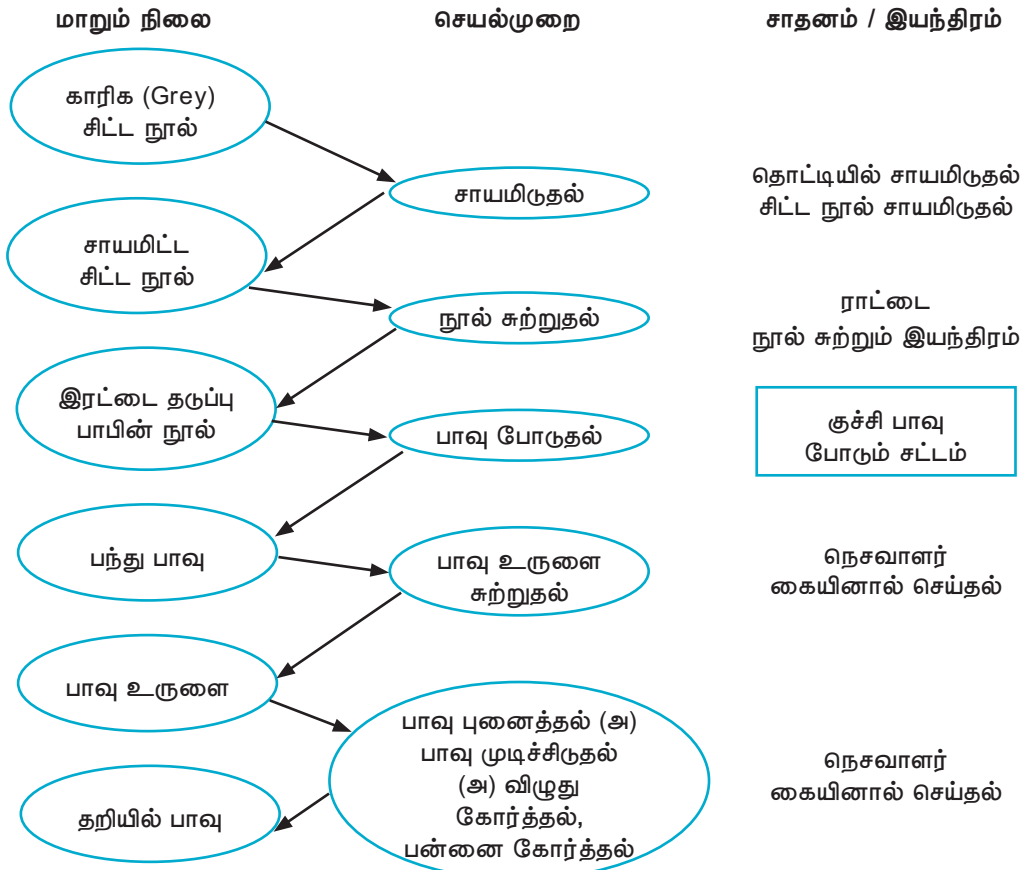 மாறும் நிலை
செயல்முறை
சாதனம் / இயந்திரம்
காரிக (Grey)
சிட்ட நூல்
சாயமிடுதல்
தொட்டியில் சாயமிடுதல்
சிட்ட நூல் சாயமிடுதல்
சாயமிட்ட
சிட்ட நூல்
நூல் சுற்றுதல்
ராட்டை
நூல் சுற்றும் இயந்திரம்
இரட்டை தடுப்பு
பாபின் நூல்
பாவு போடுதல்
குச்சி பாவு
போடும் சட்டம்
பந்து பாவு
பாவு உருளை
சுற்றுதல்
நெசவாளர்
கையினால் செய்தல்
பாவு உருளை
பாவு புனைத்தல் (அ)
பாவு முடிச்சிடுதல்
(அ) விழுது
கோர்த்தல்,
பன்னை கோர்த்தல்
நெசவாளர்
கையினால் செய்தல்
தறியில் பாவு